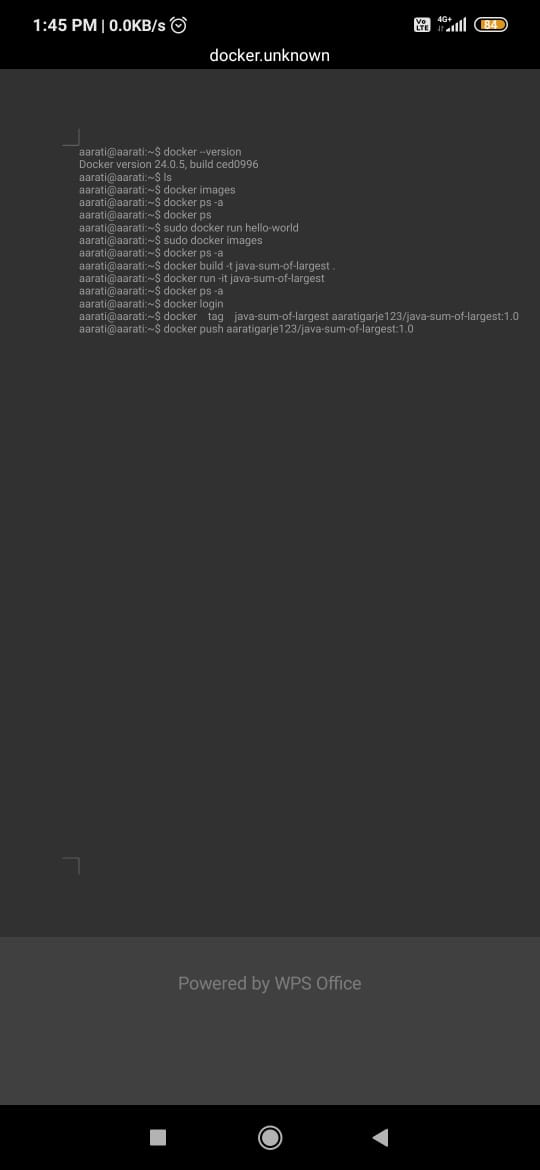 1:45 PM | 0.0KB/s
Vo LTE 4G+ 84
docker.unknown
aarati@aarati:~$ docker --version
Docker version 24.0.5, build ced0996
aarati@aarati:~$ ls
aarati@aarati:~$ docker images
aarati@aarati:~$ docker ps -a
aarati@aarati:~$ docker ps
aarati@aarati:~$ sudo docker run hello-world
aarati@aarati:~$ sudo docker images
aarati@aarati:~$ docker ps -a
aarati@aarati:~$ docker build -t java-sum-of-largest .
aarati@aarati:~$ docker run -it java-sum-of-largest
aarati@aarati:~$ docker ps -a
aarati@aarati:~$ docker login
aarati@aarati:~$ docker tag java-sum-of-largest aaratigarje123/java-sum-of-largest:1.0
aarati@aarati:~$ docker push aaratigarje123/java-sum-of-largest:1.0
Powered by WPS Office